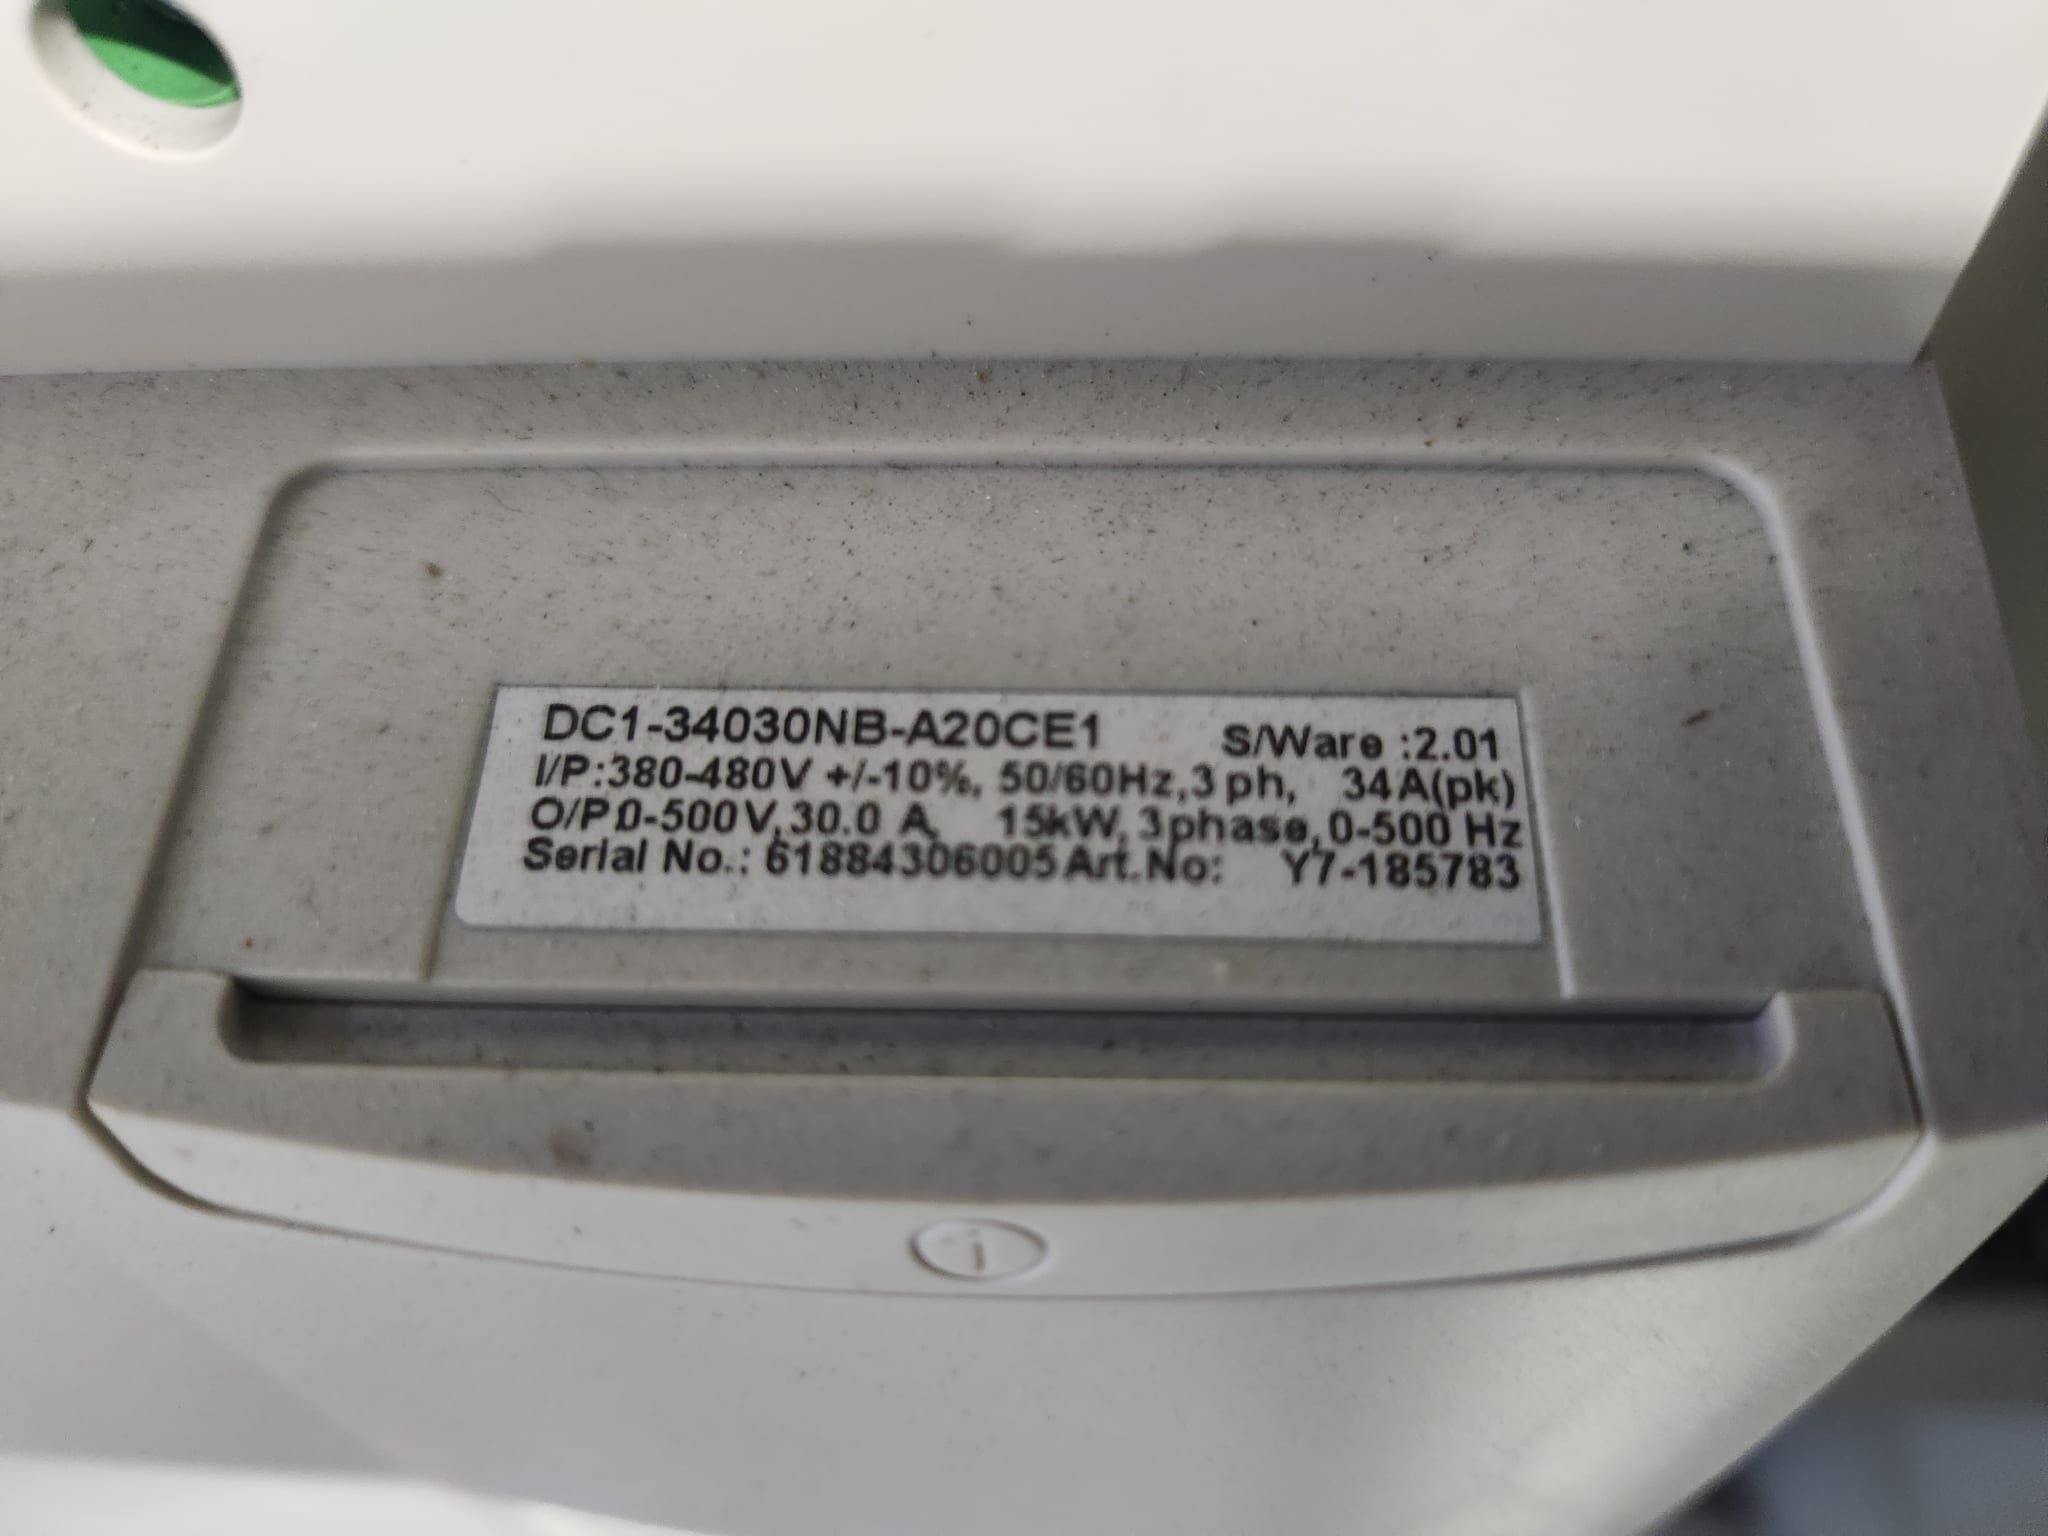 DC1-34030NB-A20CE1 S/Ware :2.01
I/P:380-480V +/-10%, 50/60Hz,3 ph, 34A(pk)
O/P:0-500V,30.0 A, 15kW, 3phase,0-500 Hz
Serial No.: 61884306005 Art.No: Y7-185783
i